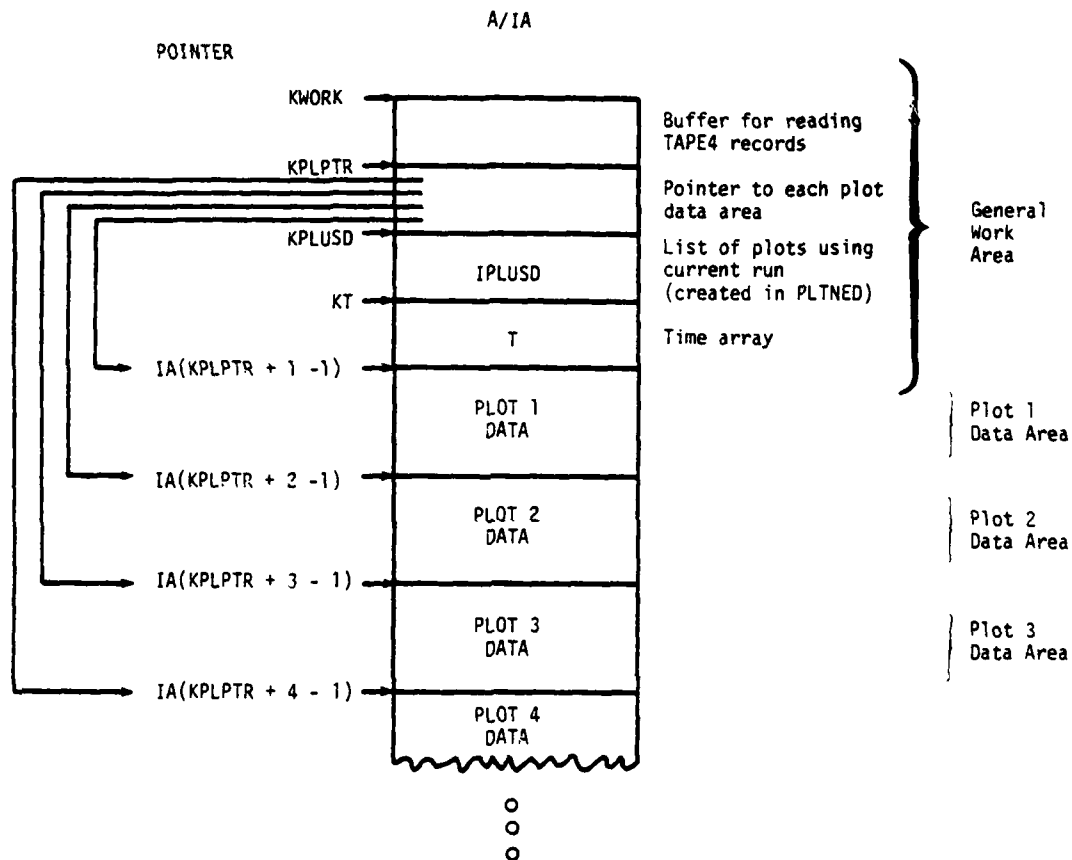 A/IA
POINTER
KWORK
Buffer for reading
TAPE4 records
KPLPTR
Pointer to each plot
data area
General
Work
Area
KPLUSD
List of plots using
current run
(created in PLTNED)
IPLUSD
KT
Time array
T
IA(KPLPTR + 1 -1)
PLOT 1
DATA
Plot 1
Data Area
IA(KPLPTR + 2 -1)
PLOT 2
DATA
Plot 2
Data Area
IA(KPLPTR + 3 - 1)
PLOT 3
DATA
Plot 3
Data Area
IA(KPLPTR + 4 - 1)
PLOT 4
DATA